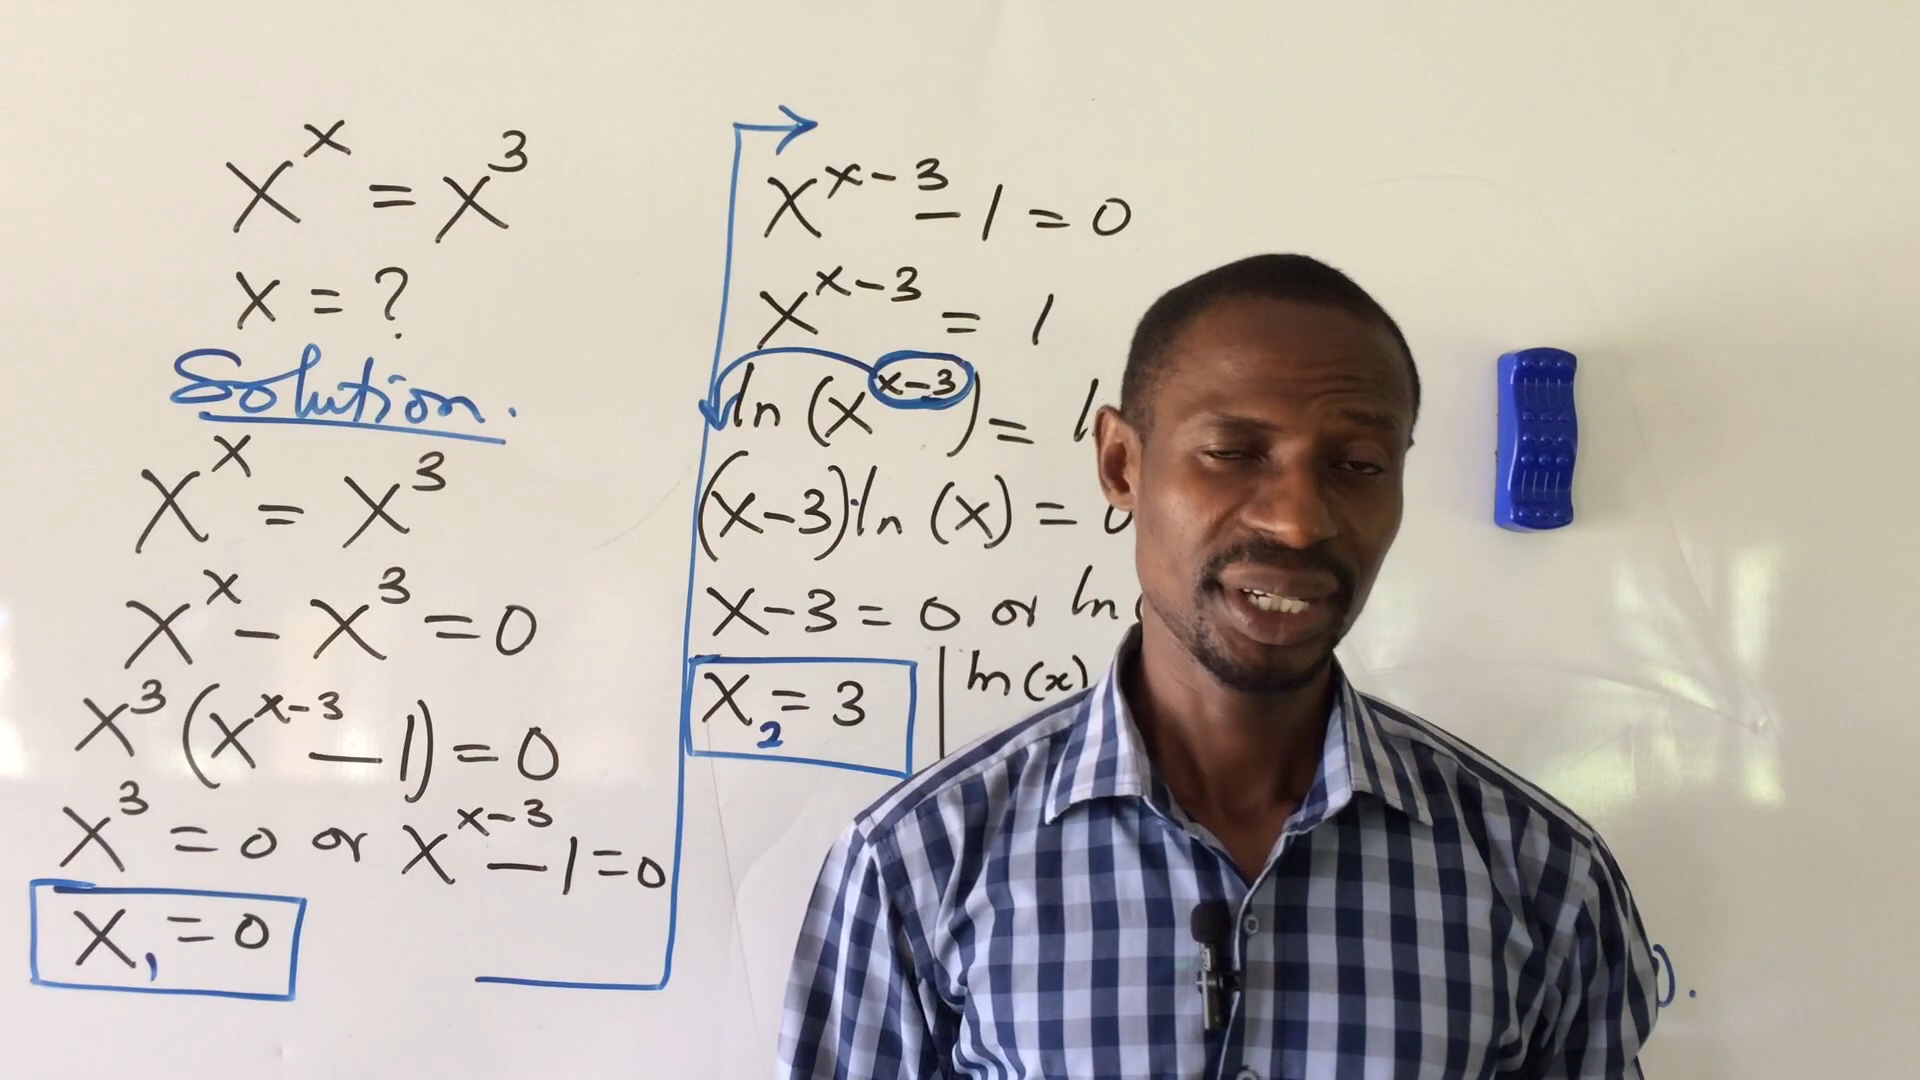 x^x = x^3
x = ?
Solution.
x^x = x^3
x^x - x^3 = 0
x^3 (x^(x-3) - 1) = 0
x^3 = 0 or x^(x-3) - 1 = 0
x₁ = 0
x^(x-3) - 1 = 0
x^(x-3) = 1
ln (x^(x-3)) =
(x-3)·ln (x) = 0
x-3 = 0 or ln
x₂ = 3
ln (x)